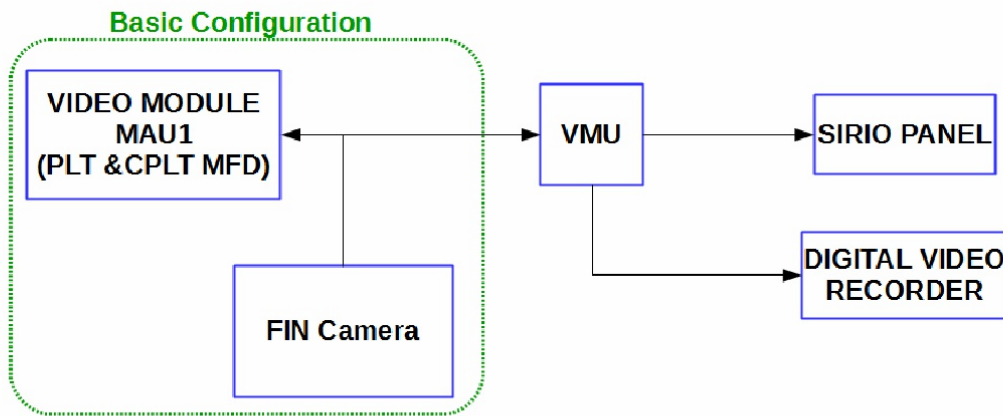 Basic Configuration
VIDEO MODULE
MAU1
(PLT &CPLT MFD)
VMU
SIRIO PANEL
FIN Camera
DIGITAL VIDEO
RECORDER